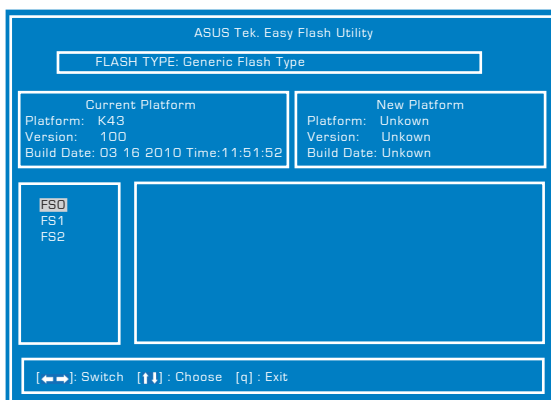 ASUS Tek. Easy Flash Utility
FLASH TYPE: Generic Flash Type
Current Platform
Platform: K43
Version: 100
Build Date: 03 16 2010 Time:11:51:52
New Platform
Platform: Unkown
Version: Unkown
Build Date: Unkown
FS0
FS1
FS2
[←→]: Switch [↑↓] : Choose [q] : Exit